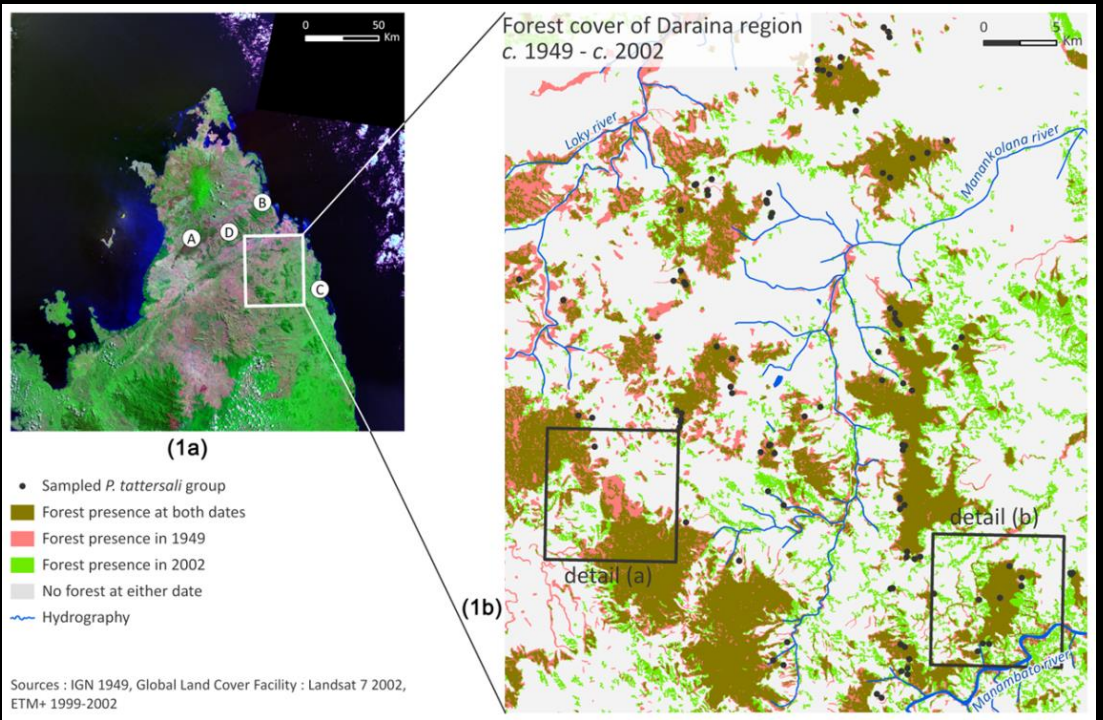 0 50
Km
A
B
D
C
(1a)
Sampled P. tattersali group
Forest presence at both dates
Forest presence in 1949
Forest presence in 2002
No forest at either date
Hydrography
Sources : IGN 1949, Global Land Cover Facility : Landsat 7 2002,
ETM+ 1999-2002
Forest cover of Daraina region
c. 1949 - c. 2002
0 5
Km
Loky river
Manankolana river
detail (a)
detail (b)
(1b)
Manambato river